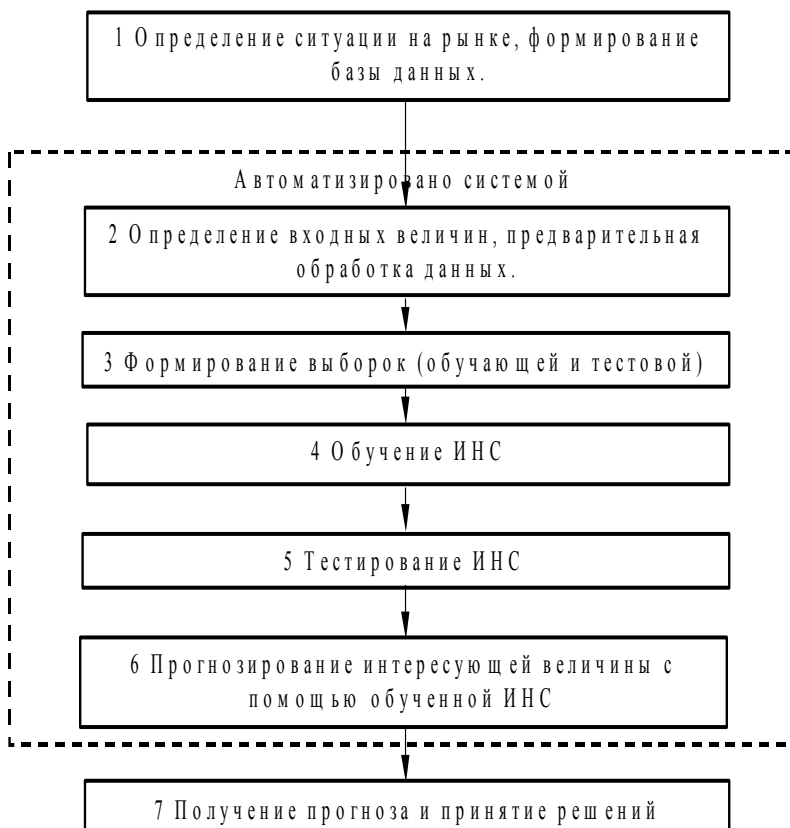 1 Определение ситуации на рынке, формирование
базы данных.
Автоматизировано системой
2 Определение входных величин, предварительная
обработка данных.
3 Формирование выборок (обучающей и тестовой)
4 Обучение ИНС
5 Тестирование ИНС
6 Прогнозирование интересующей величины с
помощью обученной ИНС
7 Получение прогноза и принятие решений